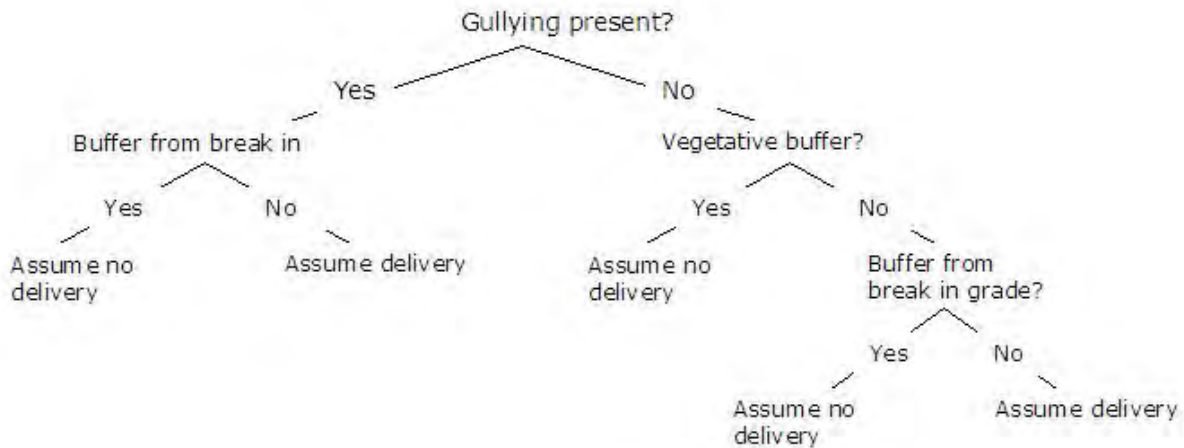 Gullying present?
Yes
No
Buffer from break in
Vegetative buffer?
Yes
No
Yes
No
Assume no
delivery
Assume delivery
Assume no
delivery
Buffer from
break in grade?
Yes
No
Assume no
delivery
Assume delivery